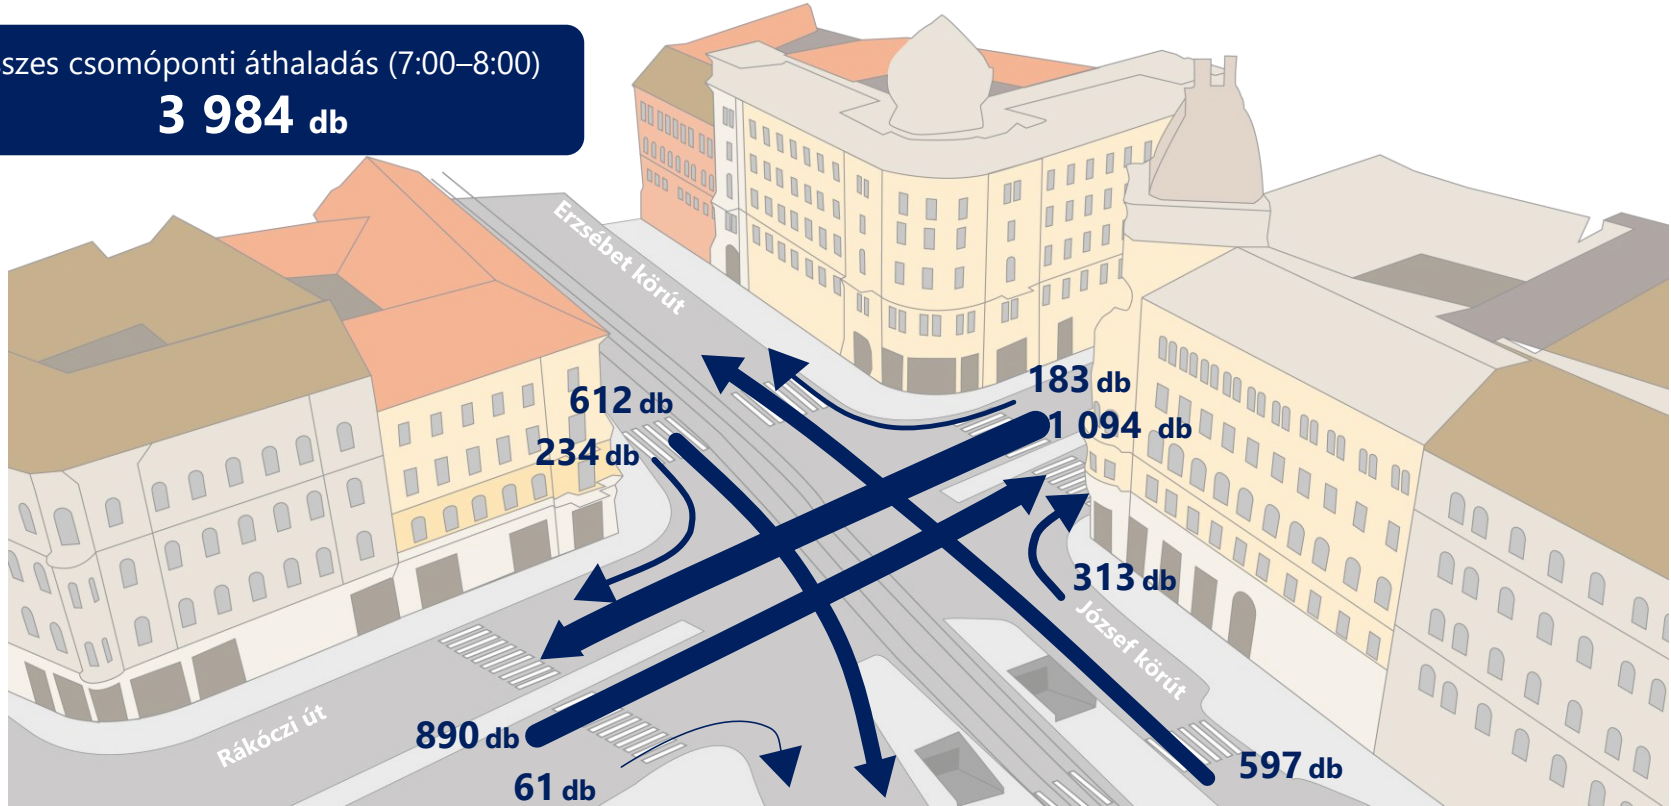 szes csomóponti áthaladás (7:00–8:00)
3 984 db
Erzsébet körút
183 db
612 db
1 094 db
234 db
313 db
József körút
Rákóczi út
890 db
597 db
61 db